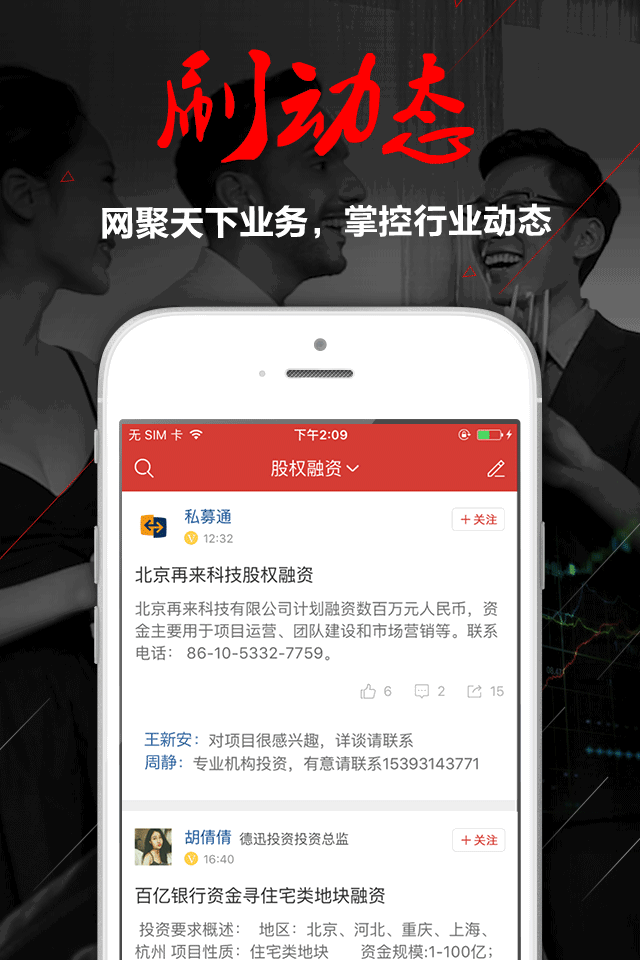 刷动态
网聚天下业务，掌控行业动态
无 SIM 卡 下午2:09
股权融资
私募通
V 12:32
+关注
北京再来科技股权融资
北京再来科技有限公司计划融资数百万元人民币，资
金主要用于项目运营、团队建设和市场营销等。联系
电话： 86-10-5332-7759。
6 2 15
王新安：对项目很感兴趣，详谈请联系
周静：专业机构投资，有意请联系15393143771
胡倩倩 德迅投资投资总监
V 16:40
+关注
百亿银行资金寻住宅类地块融资
投资要求概述： 地区：北京、河北、重庆、上海、
杭州 项目性质：住宅类地块 资金规模:1-100亿；